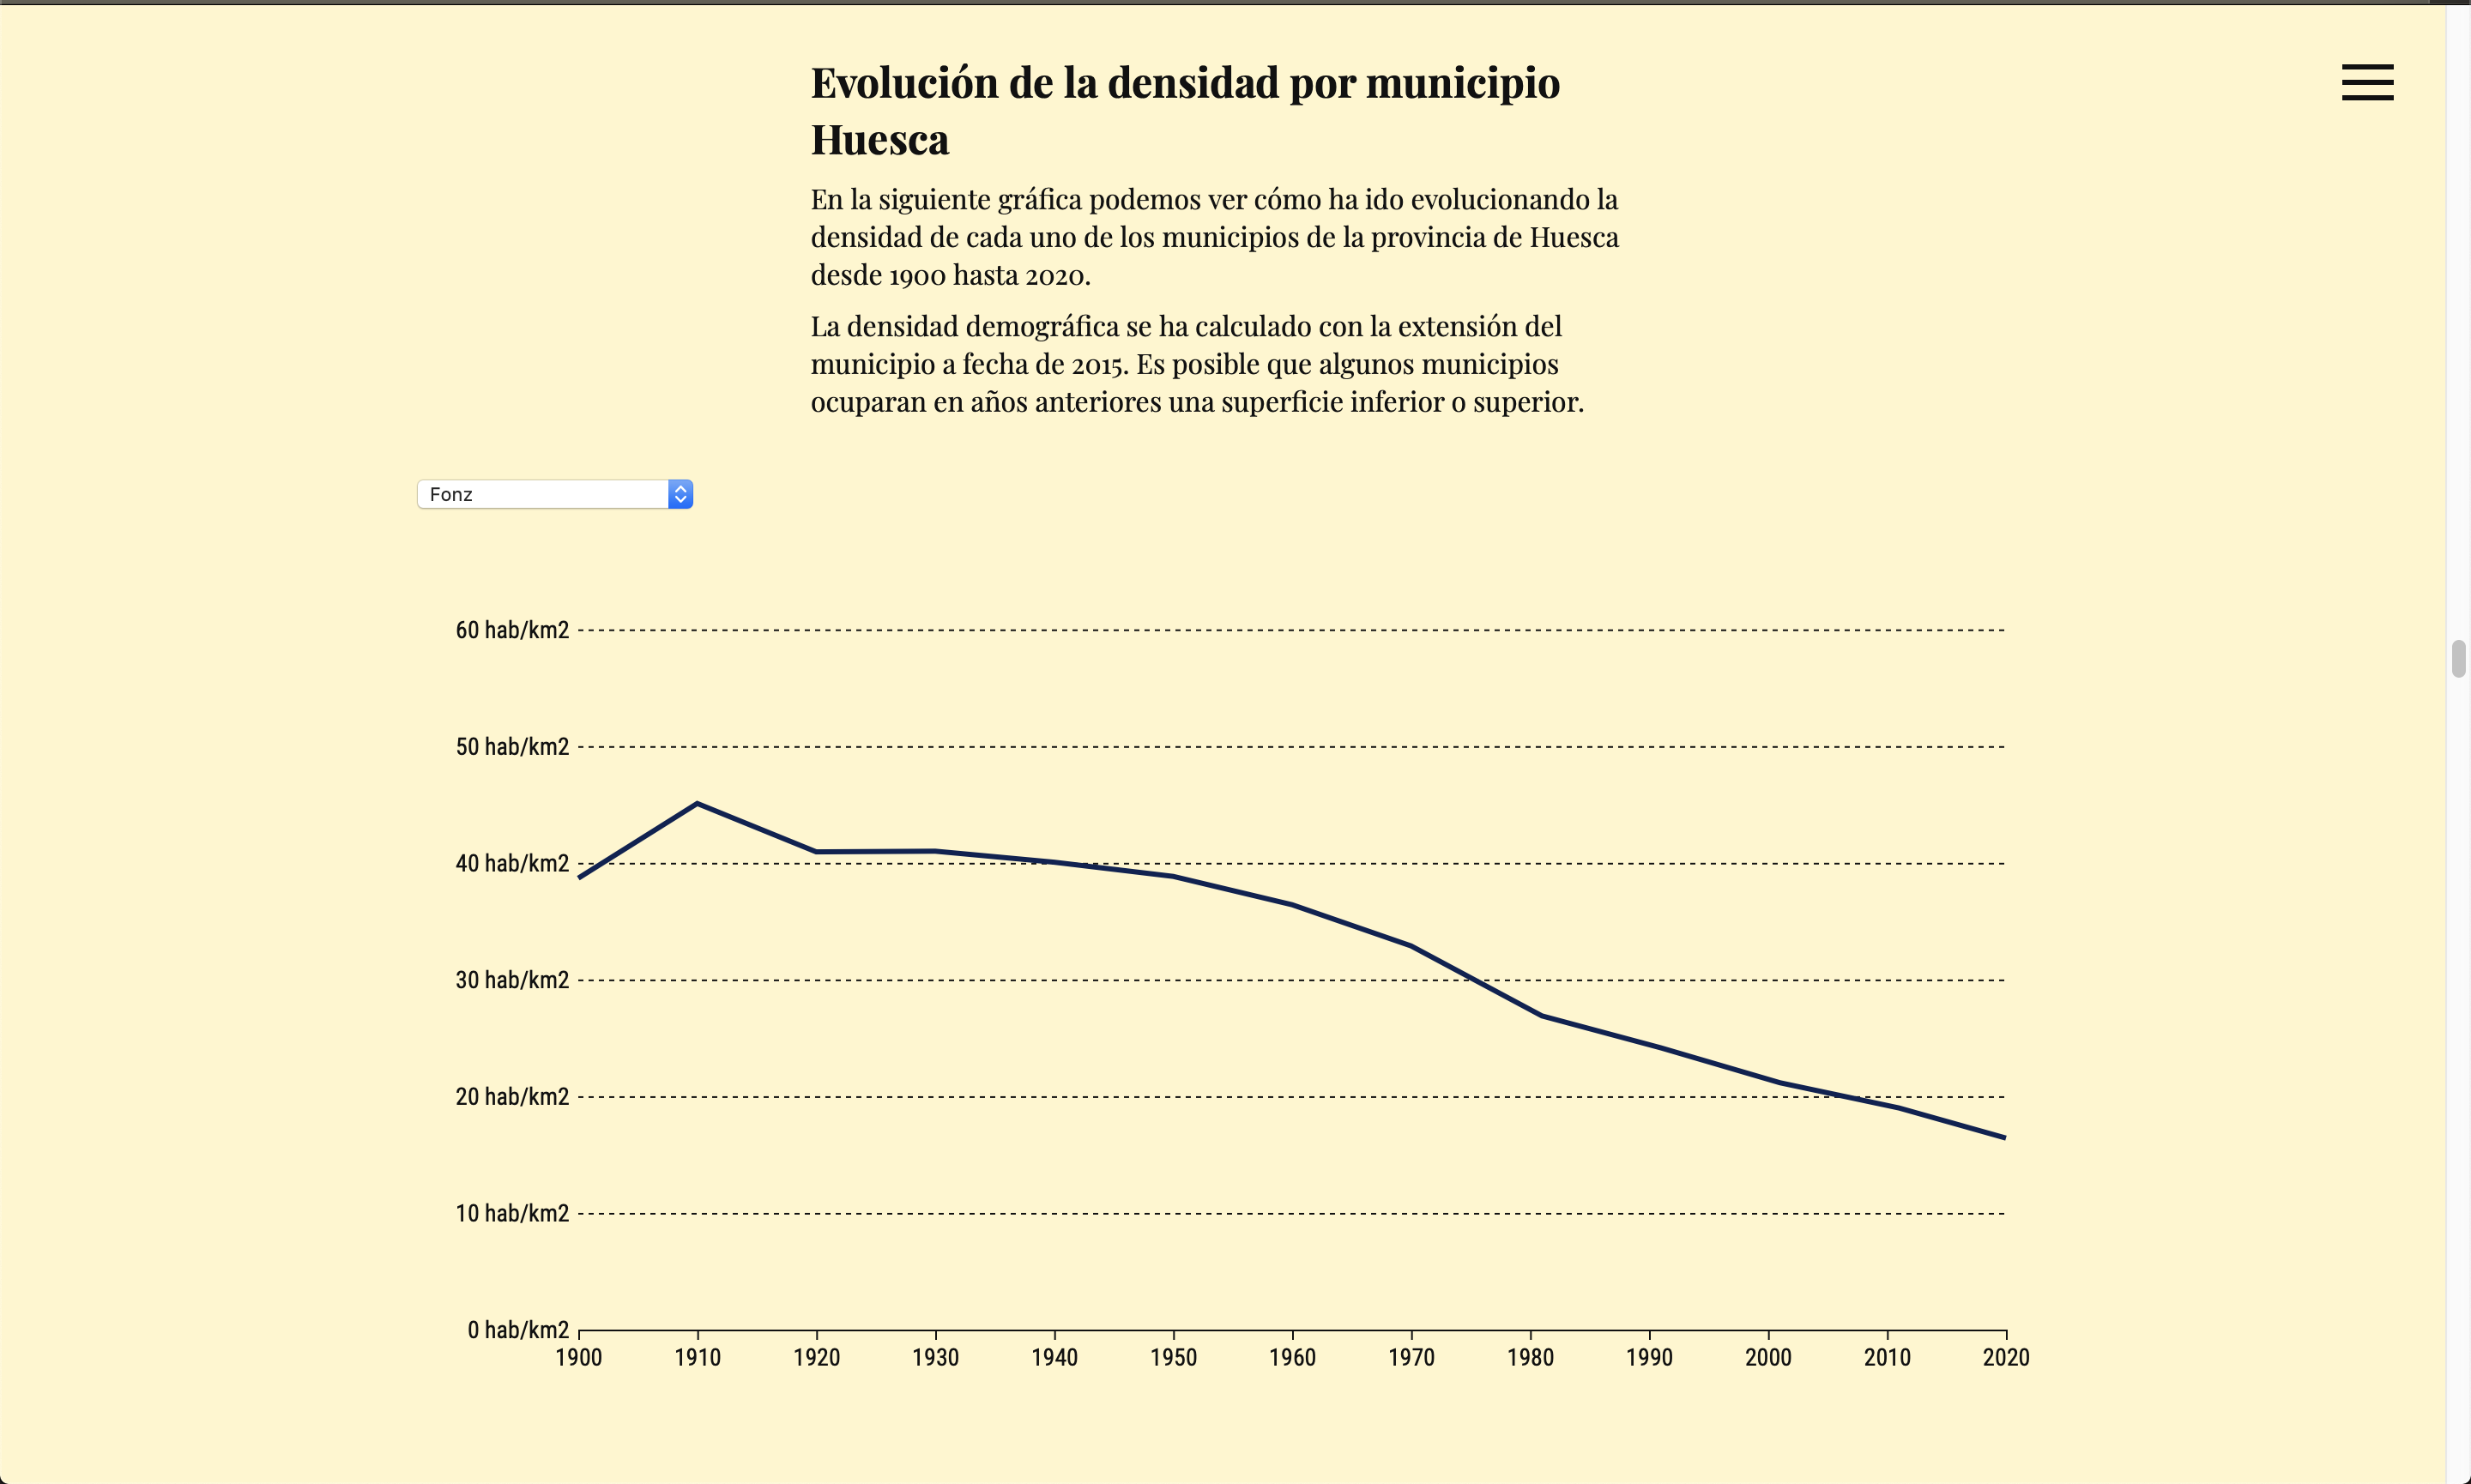 Evolución de la densidad por municipio
Huesca
En la siguiente gráfica podemos ver cómo ha ido evolucionando la
densidad de cada uno de los municipios de la provincia de Huesca
desde 1900 hasta 2020.
La densidad demográfica se ha calculado con la extensión del
municipio a fecha de 2015. Es posible que algunos municipios
ocuparan en años anteriores una superficie inferior o superior.
Fonz
60 hab/km2
50 hab/km2
40 hab/km2
30 hab/km2
20 hab/km2
10 hab/km2
0 hab/km2
1900 1910 1920 1930 1940 1950 1960 1970 1980 1990 2000 2010 2020